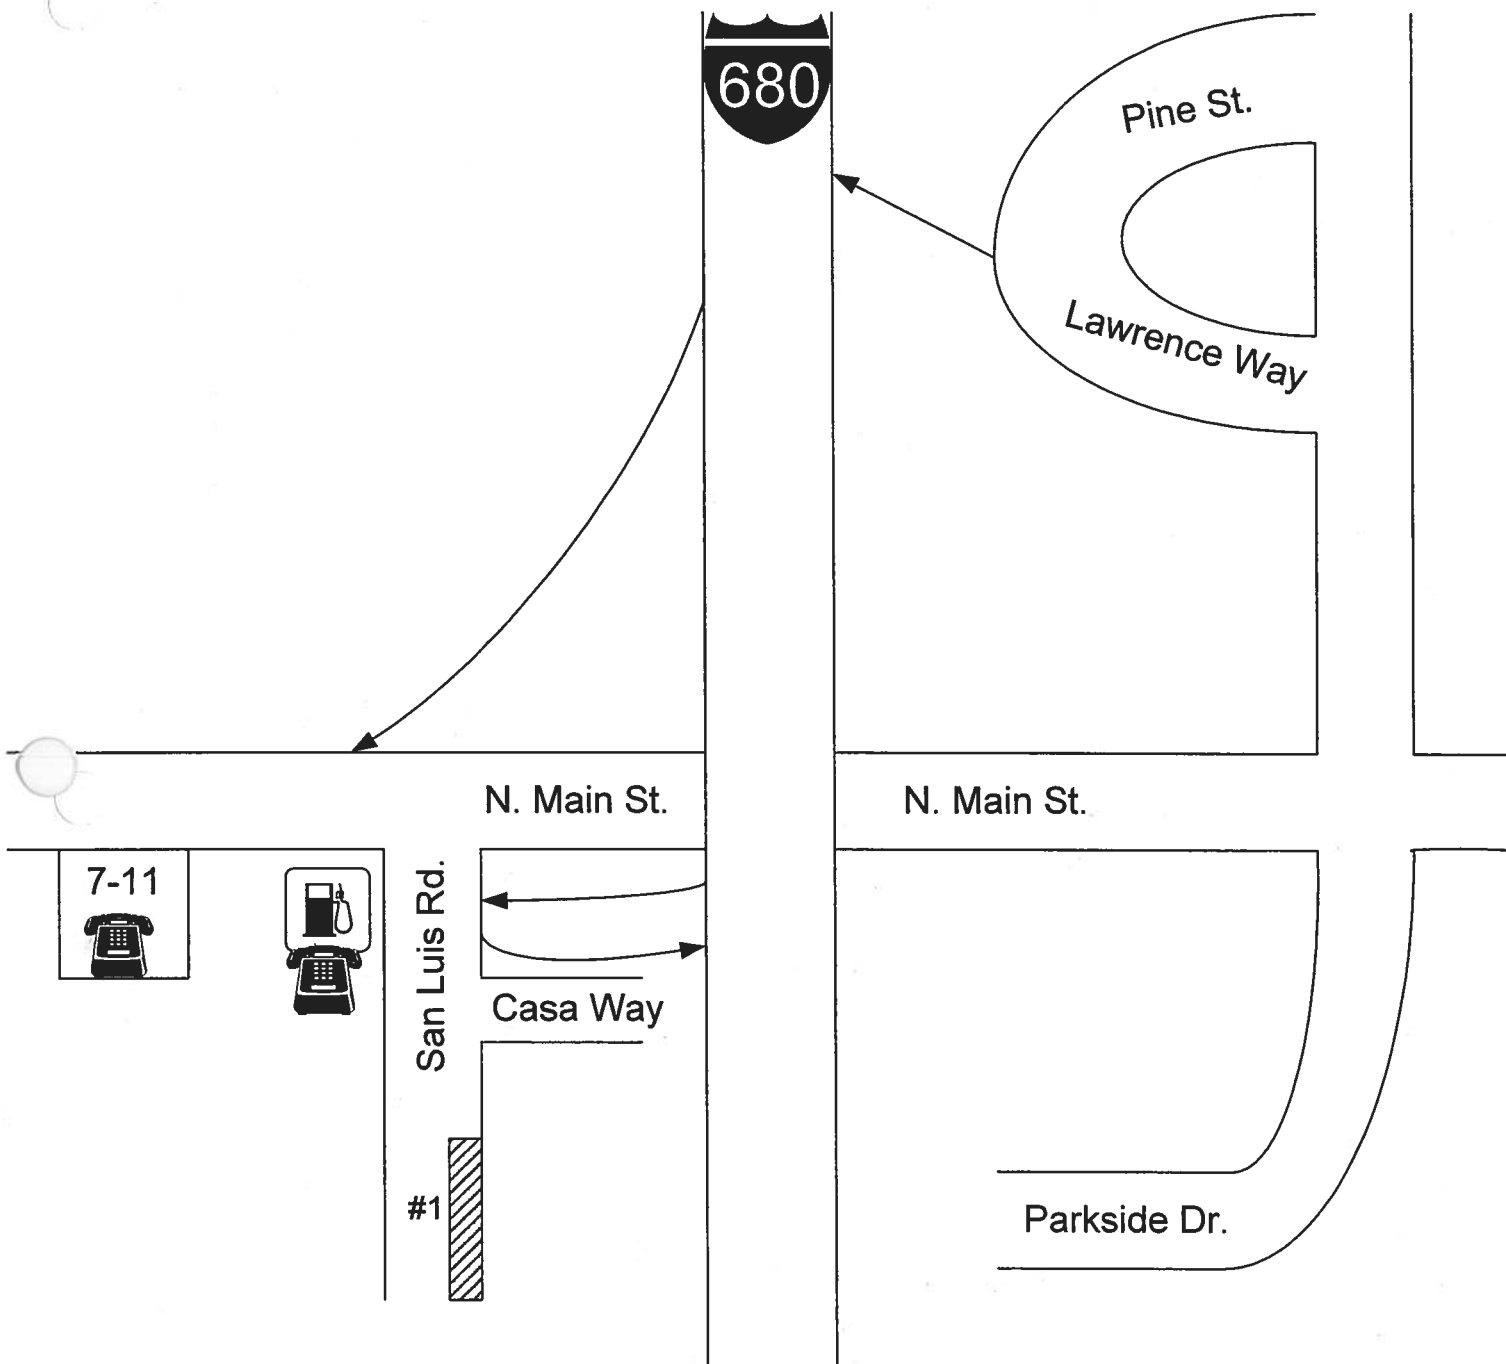 680
Pine St.
Lawrence Way
N. Main St.
N. Main St.
7-11
San Luis Rd.
Casa Way
#1
Parkside Dr.